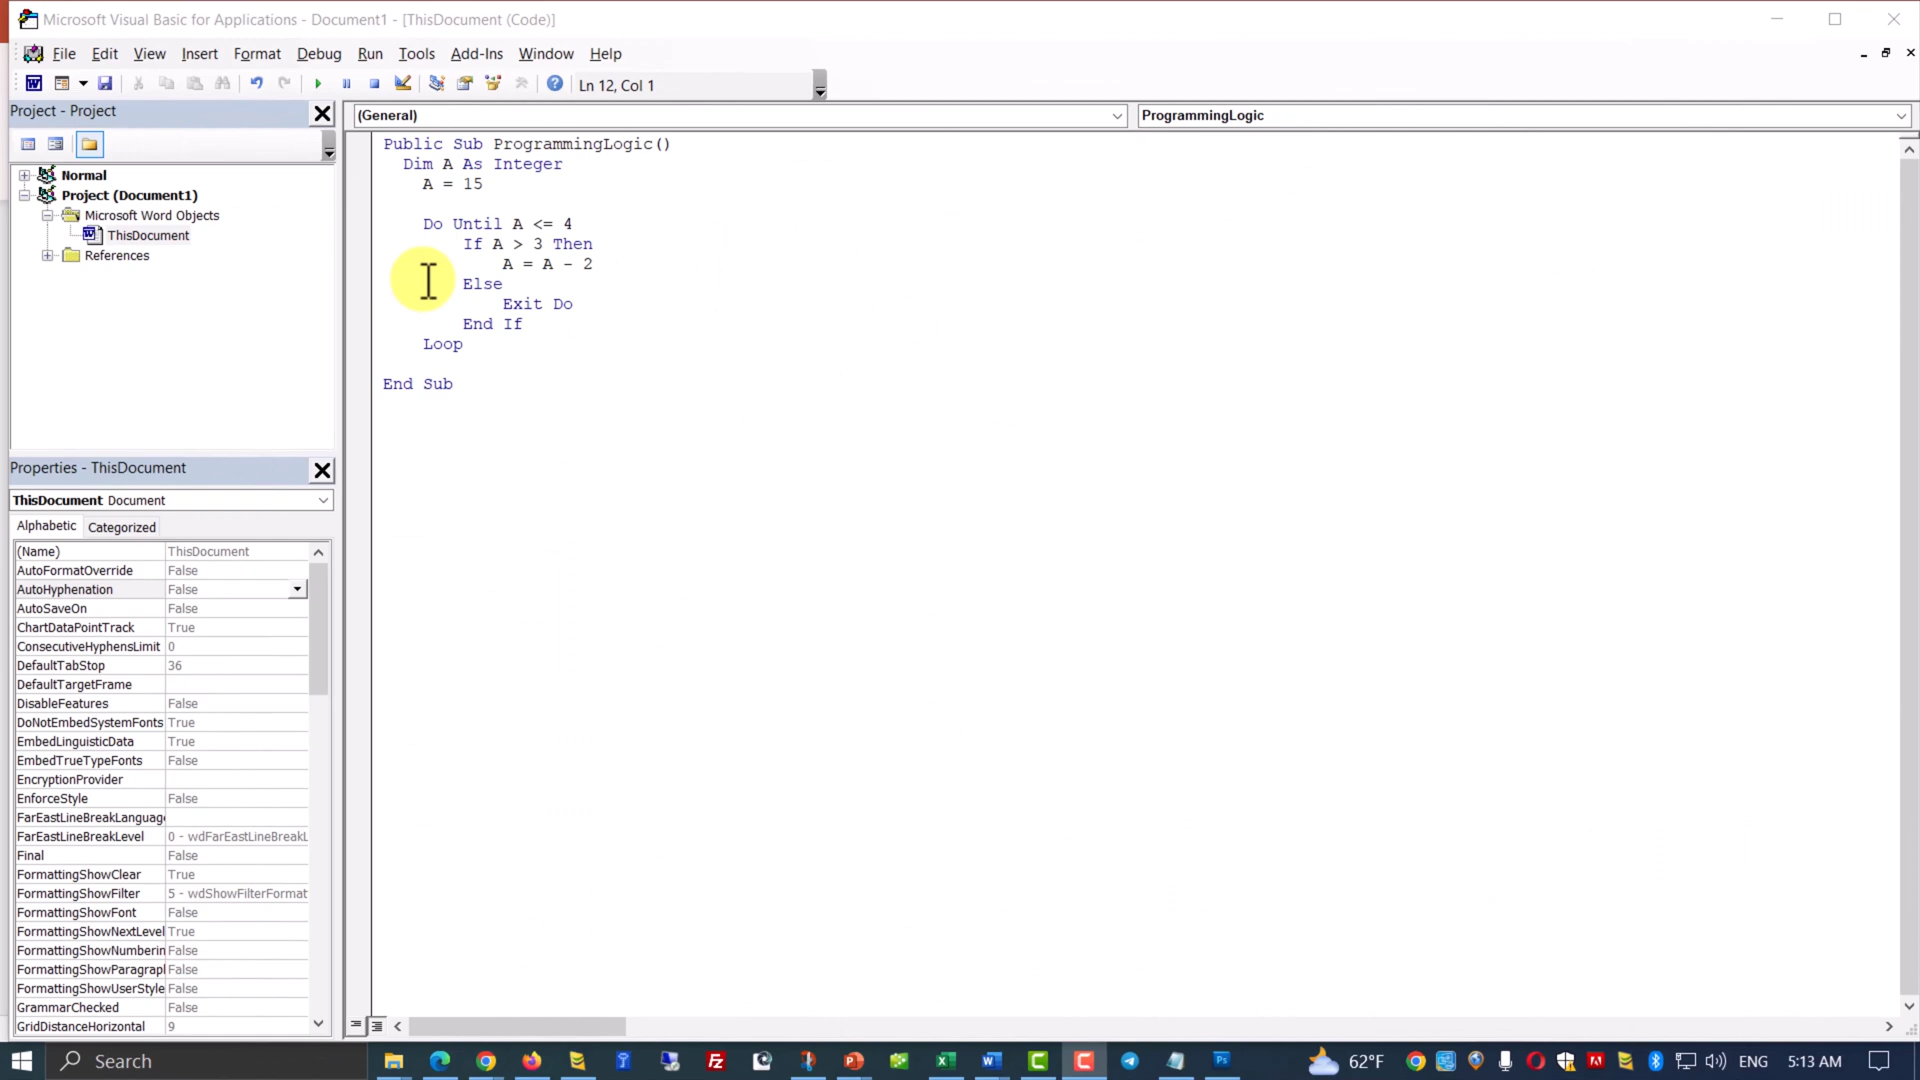 Microsoft Visual Basic for Applications - Document1 - [ThisDocument (Code)]
File Edit View Insert Format Debug Run Tools Add-Ins Window Help
Ln 12, Col 1
Project - Project
(General)
ProgrammingLogic
Normal
Project (Document1)
Microsoft Word Objects
ThisDocument
References
Public Sub ProgrammingLogic()
Dim A As Integer
A = 15
Do Until A <= 4
If A > 3 Then
A = A - 2
Else
Exit Do
End If
Loop
End Sub
Properties - ThisDocument
ThisDocument Document
Alphabetic Categorized
(Name) ThisDocument
AutoFormatOverride False
AutoHyphenation False
AutoSaveOn False
ChartDataPointTrack True
ConsecutiveHyphensLimit 0
DefaultTabStop 36
DefaultTargetFrame
DisableFeatures False
DoNotEmbedSystemFonts True
EmbedLinguisticData True
EmbedTrueTypeFonts False
EncryptionProvider
EnforceStyle False
FarEastLineBreakLanguag
FarEastLineBreakLevel 0 - wdFarEastLineBreakL
Final False
FormattingShowClear True
FormattingShowFilter 5 - wdShowFilterFormat
FormattingShowFont False
FormattingShowNextLevel True
FormattingShowNumberin False
FormattingShowParagrap False
FormattingShowUserStyle False
GrammarChecked False
GridDistanceHorizontal 9
Search
62°F
ENG
5:13 AM